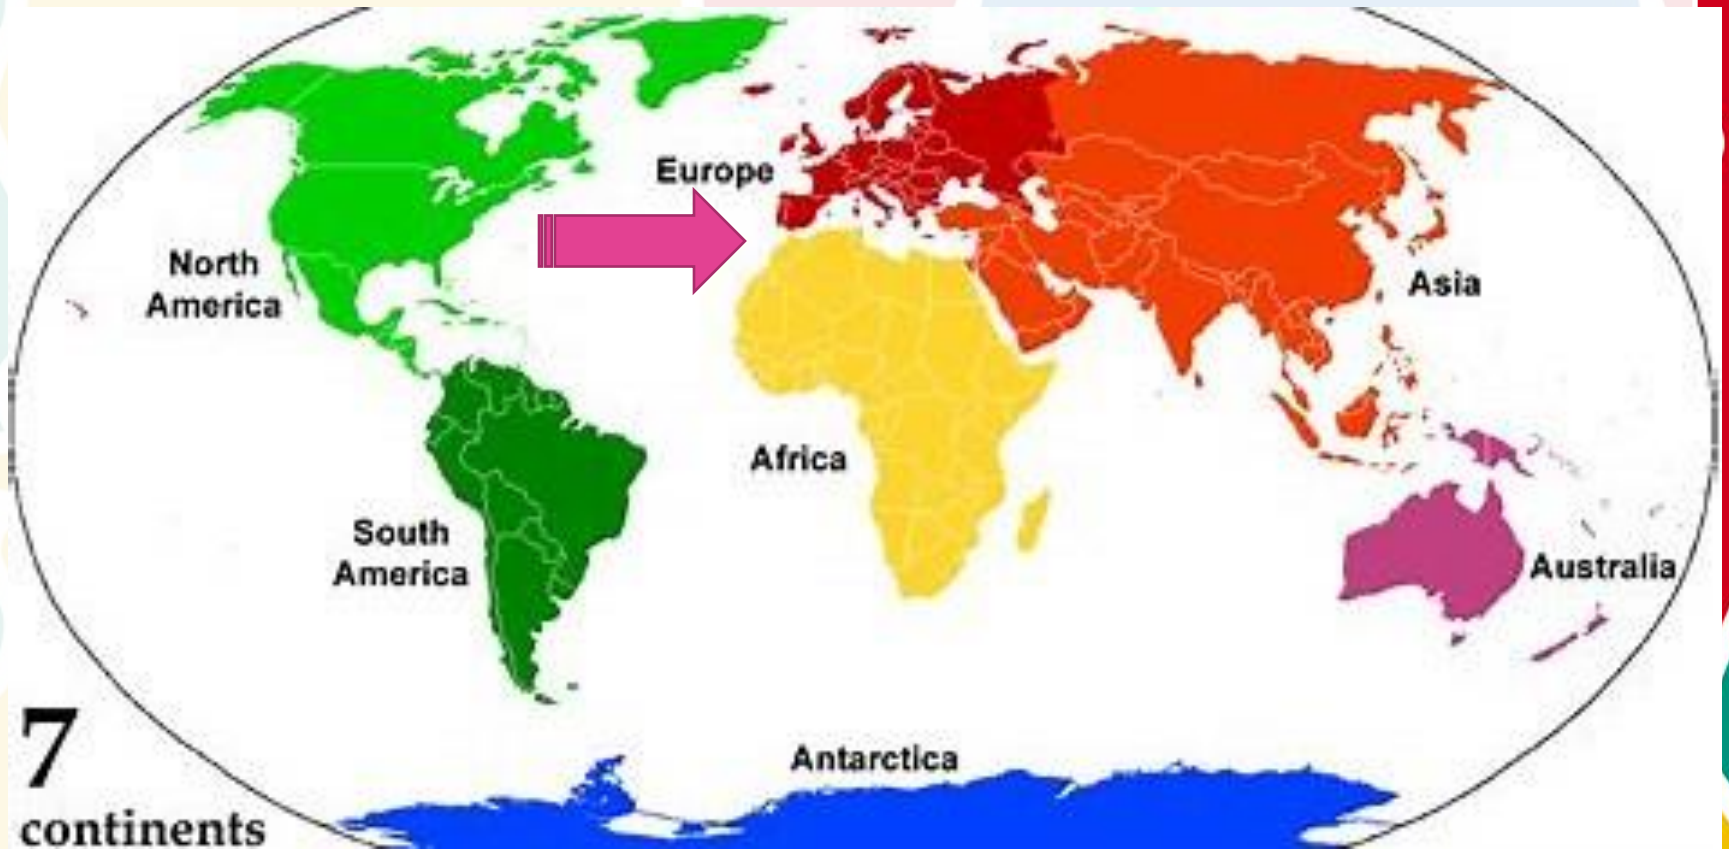 Europe
North
America
Asia
Africa
South
America
Australia
Antarctica
7
continents